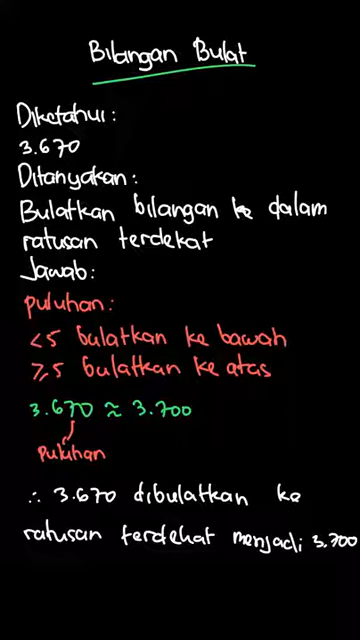 Bilangan Bulat
Diketahui:
3.670
Ditanyakan:
Bulatkan bilangan ke dalam
ratusan terdekat
Jawab:
puluhan:
<5 bulatkan ke bawah
≥5 bulatkan ke atas
3.670 ≈ 3.700
puluhan
∴ 3.670 dibulatkan ke
ratusan terdekat menjadi 3.700